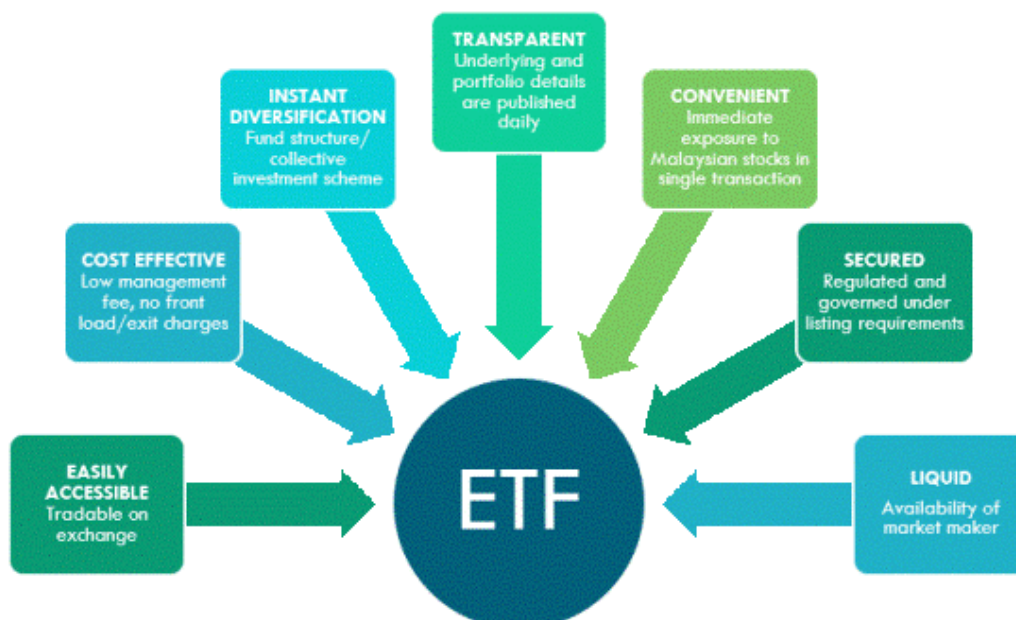 TRANSPARENT
Underlying and
portfolio details
are published
daily
INSTANT
DIVERSIFICATION
Fund structure/
collective
investment scheme
CONVENIENT
Immediate
exposure to
Malaysian stocks in
single transaction
COST EFFECTIVE
Low management
fee, no front
load/exit charges
SECURED
Regulated and
governed under
listing requirements
EASILY
ACCESSIBLE
Tradable on
exchange
ETF
LIQUID
Availability of
market maker